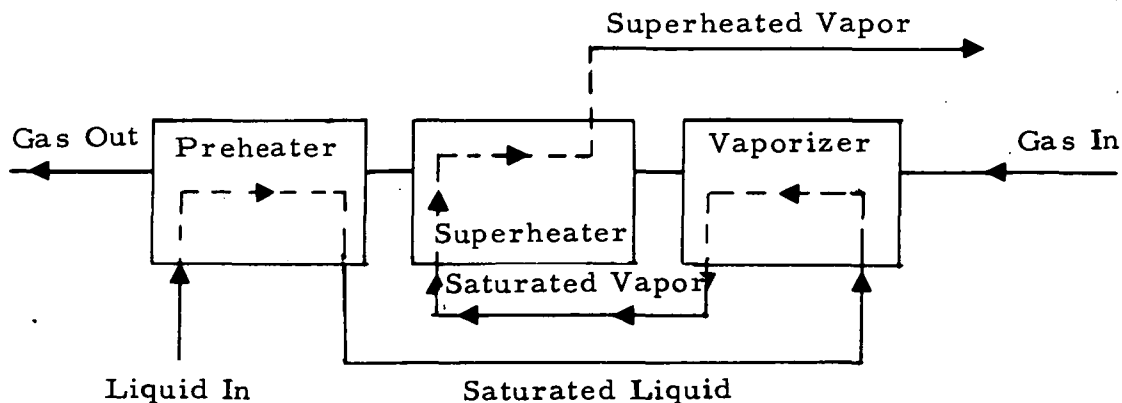 Superheated Vapor
Gas Out
Preheater
Vaporizer
Gas In
Superheater
Saturated Vapor
Liquid In
Saturated Liquid